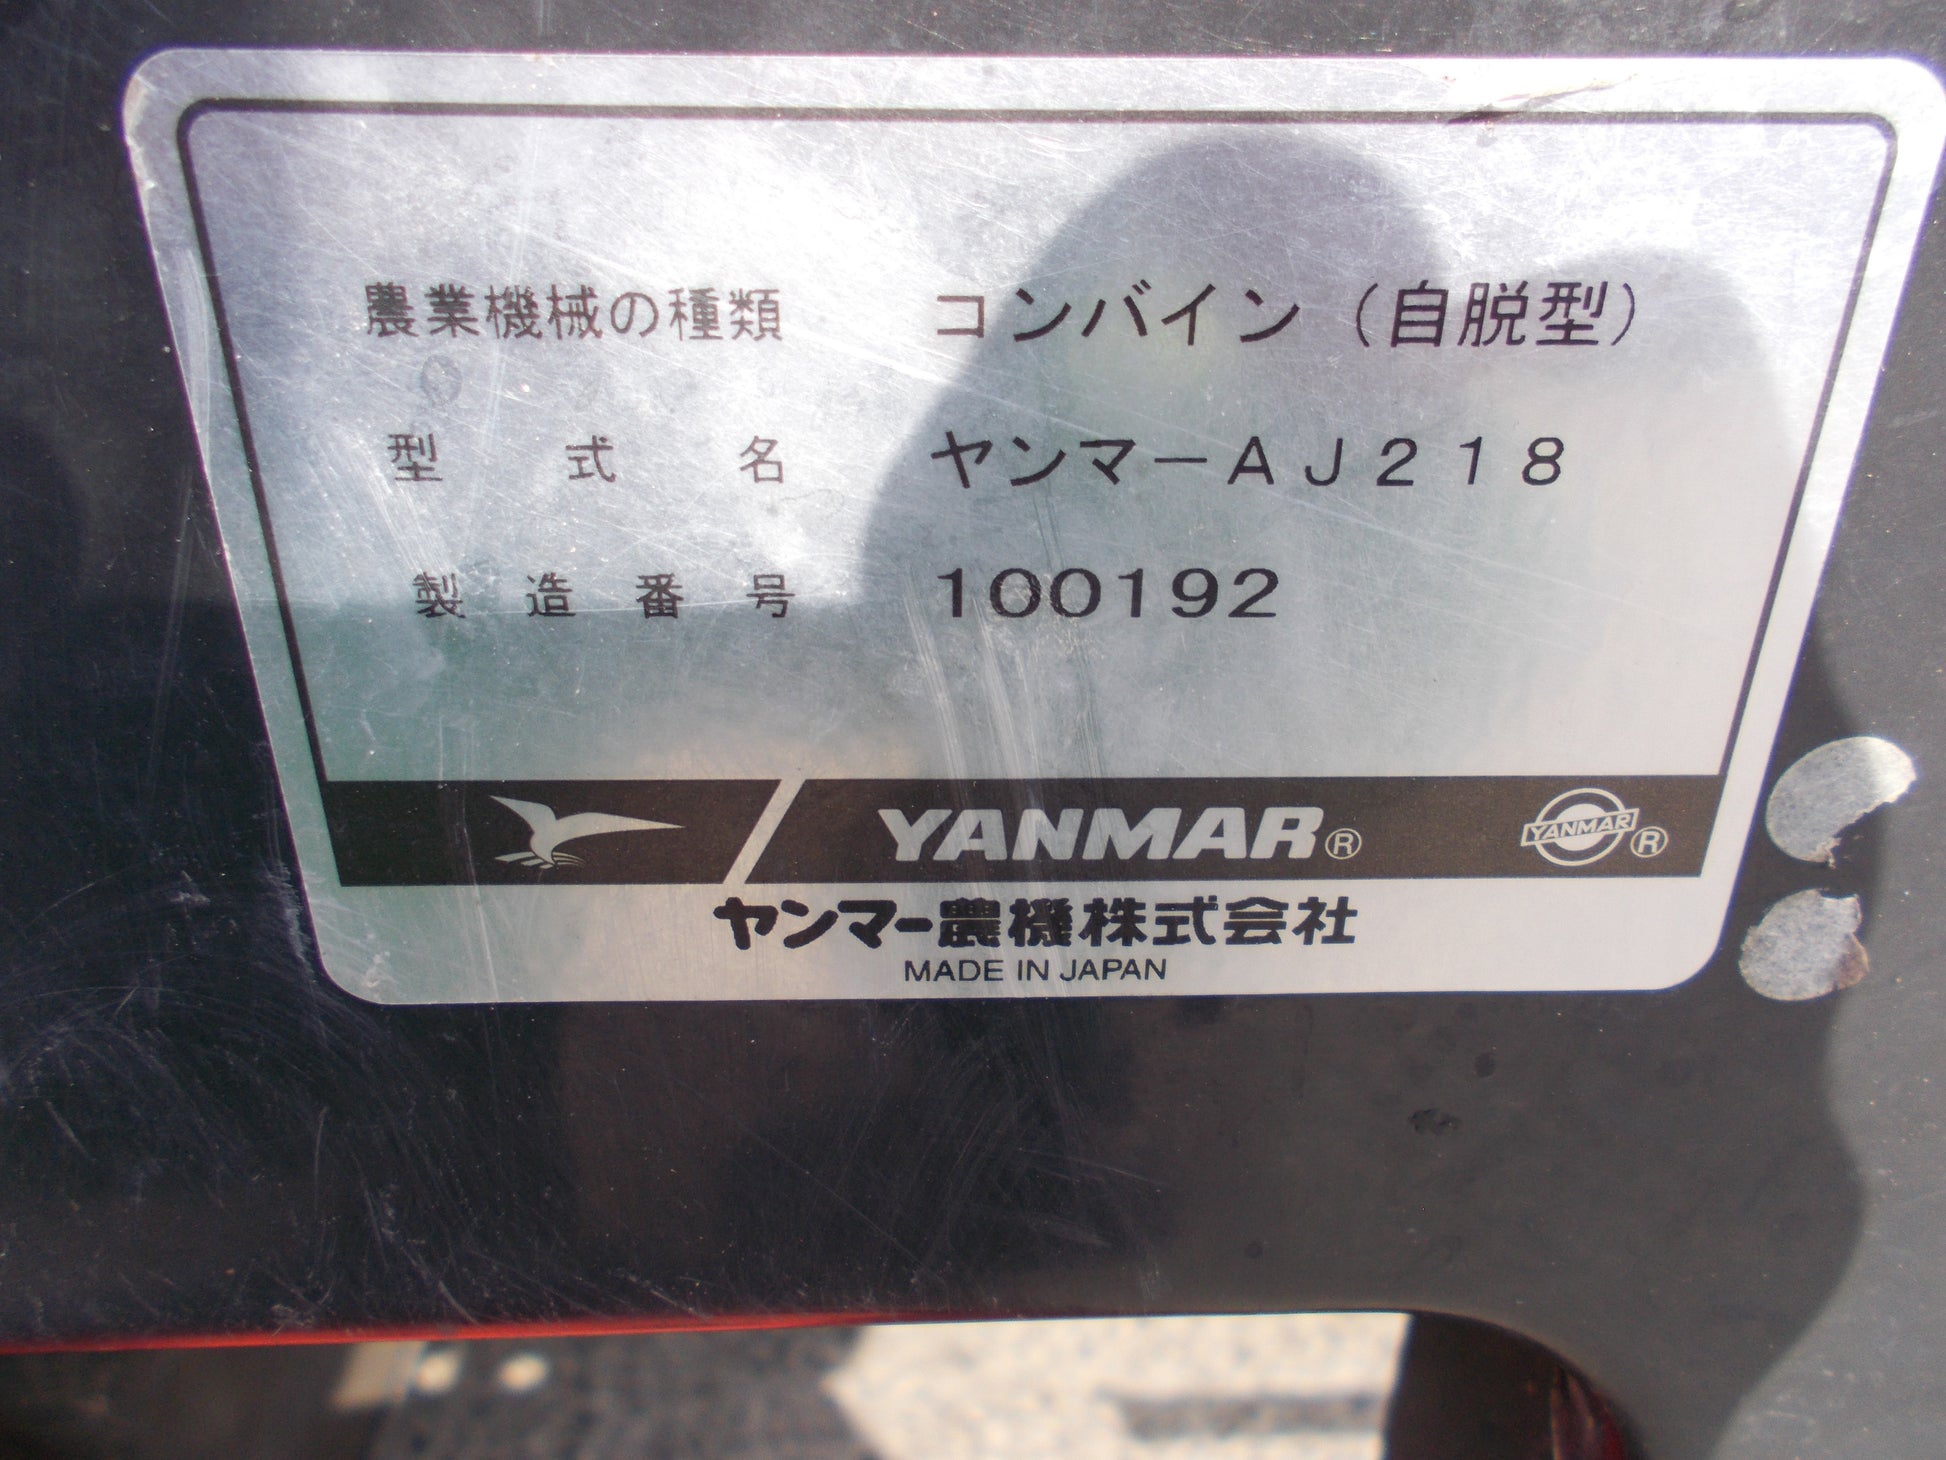 農業機械の種類 コンバイン（自脱型）
型式名 ヤンマーAJ218
製造番号 100192
YANMAR® YANMAR®
ヤンマー農機株式会社
MADE IN JAPAN